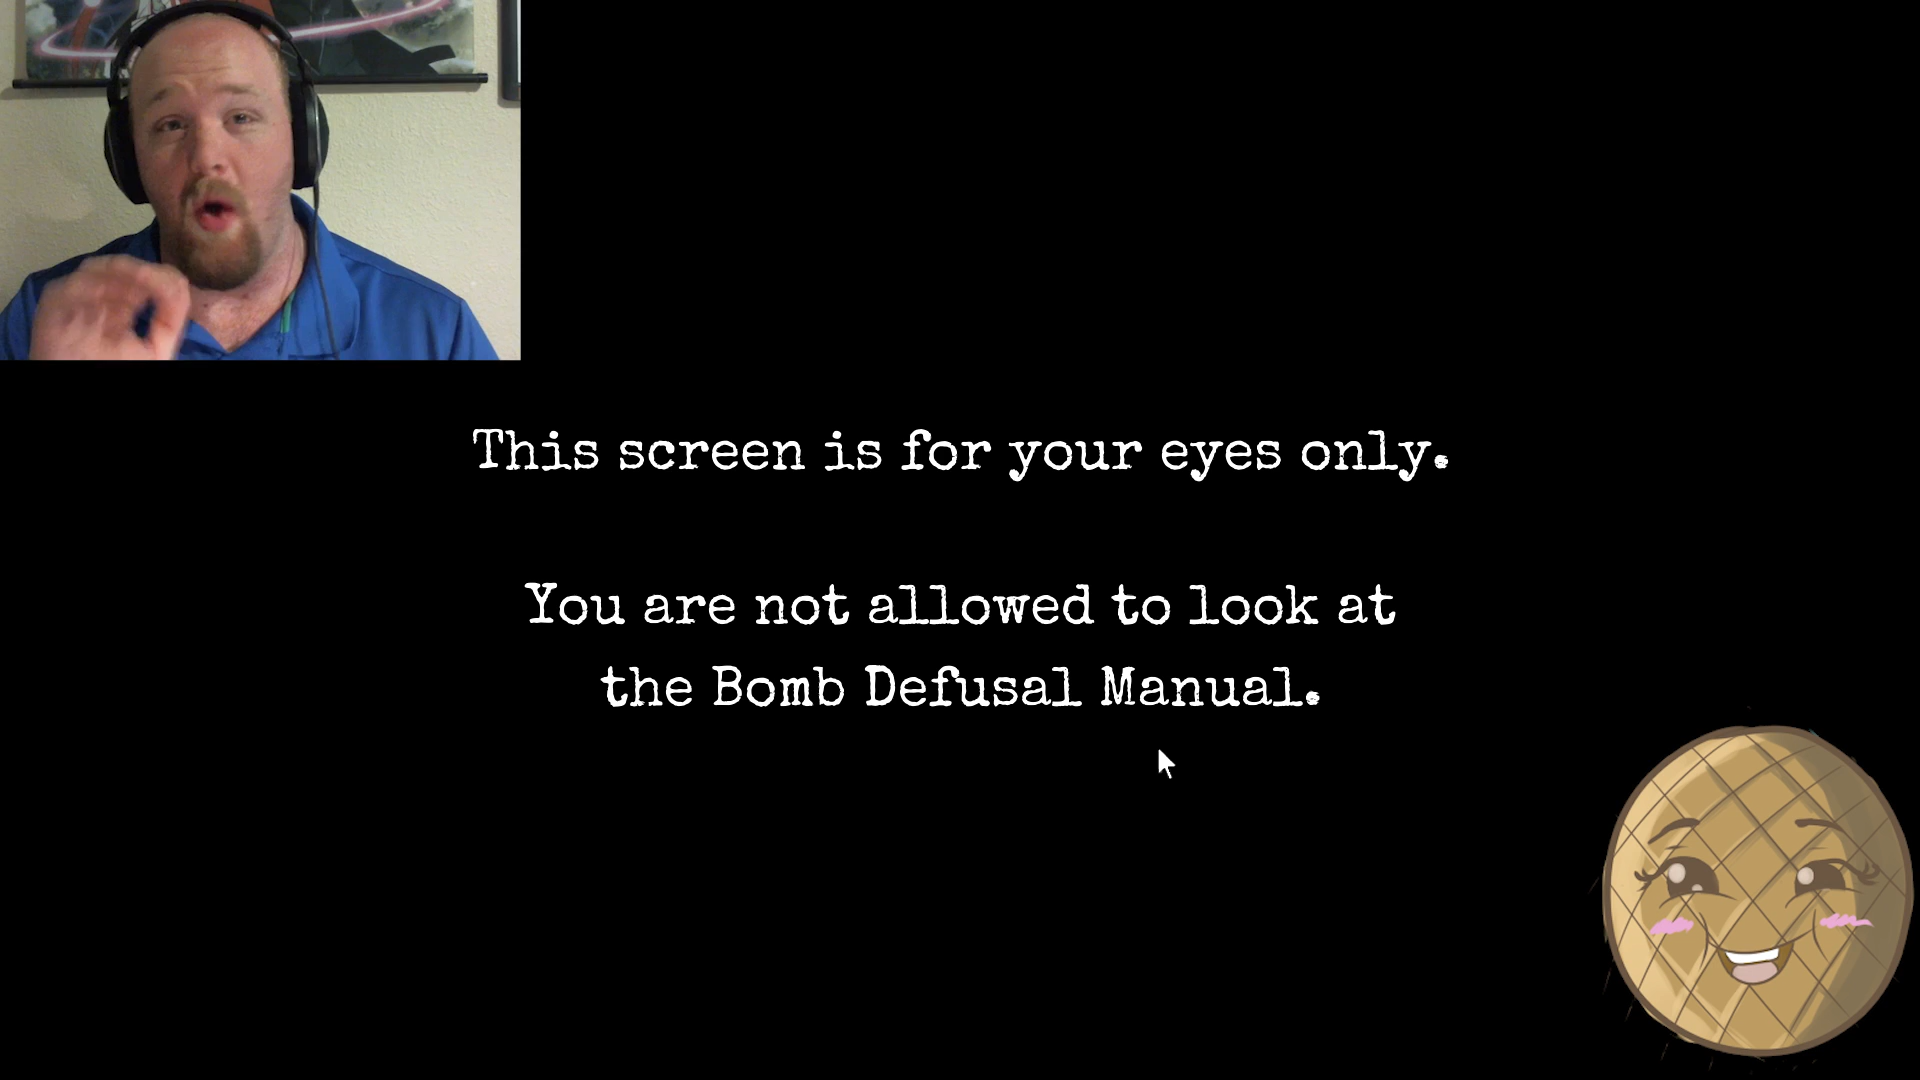 This screen is for your eyes only.
You are not allowed to look at
the Bomb Defusal Manual.